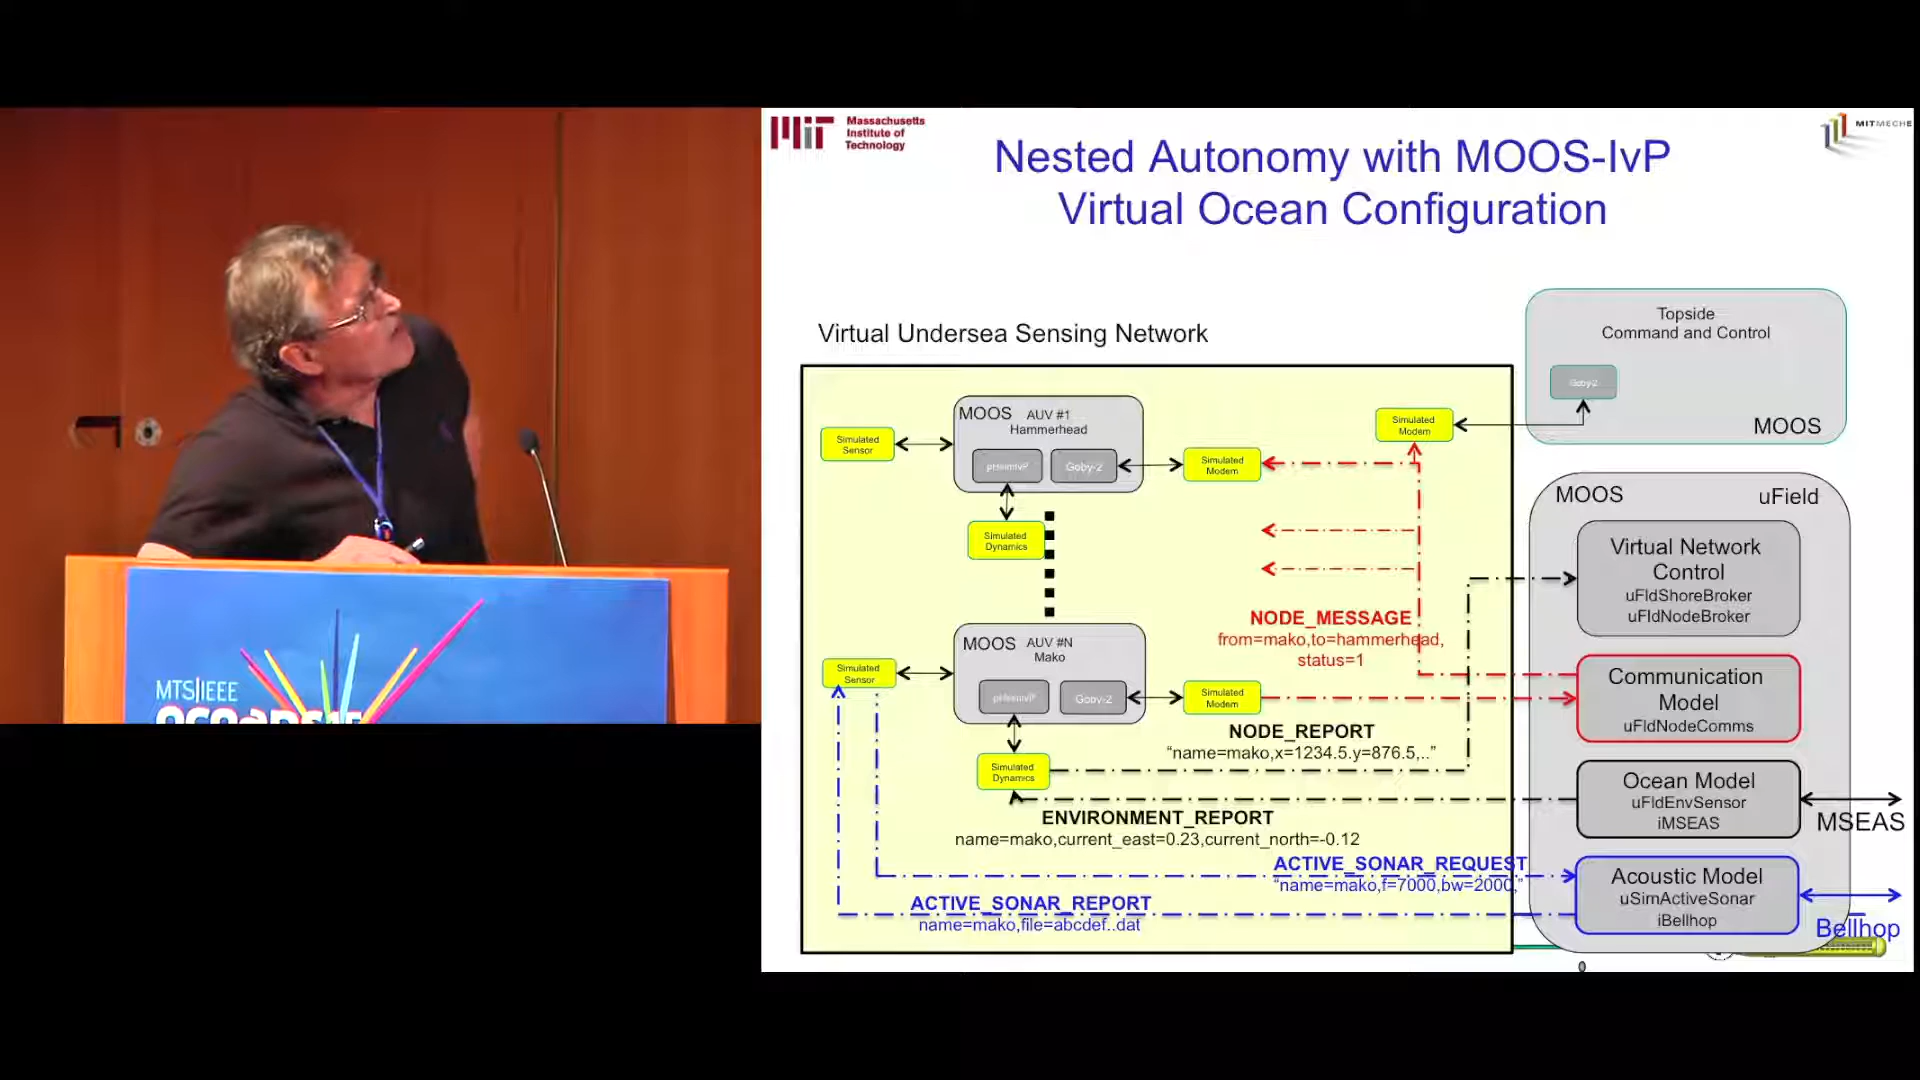 MTS|IEEE
Massachusetts
Institute of
Technology
MITMECHE
Nested Autonomy with MOOS-IvP
Virtual Ocean Configuration
Virtual Undersea Sensing Network
Topside
Command and Control
Goby-2
MOOS
MOOS AUV #1
Hammerhead
pHelmIvP
Goby-2
Simulated
Sensor
Simulated
Modem
Simulated
Modem
Simulated
Dynamics
MOOS uField
Virtual Network
Control
uFldShoreBroker
uFldNodeBroker
NODE_MESSAGE
from=mako,to=hammerhead,
status=1
MOOS AUV #N
Mako
pHelmIvP
Goby-2
Simulated
Sensor
Simulated
Modem
Communication
Model
uFldNodeComms
NODE_REPORT
“name=mako,x=1234.5.y=876.5,..”
Simulated
Dynamics
Ocean Model
uFldEnvSensor
iMSEAS
MSEAS
ENVIRONMENT_REPORT
name=mako,current_east=0.23,current_north=-0.12
ACTIVE_SONAR_REQUEST
“name=mako,f=7000,bw=2000,”
Acoustic Model
uSimActiveSonar
iBellhop
Bellhop
ACTIVE_SONAR_REPORT
name=mako,file=abcdef..dat